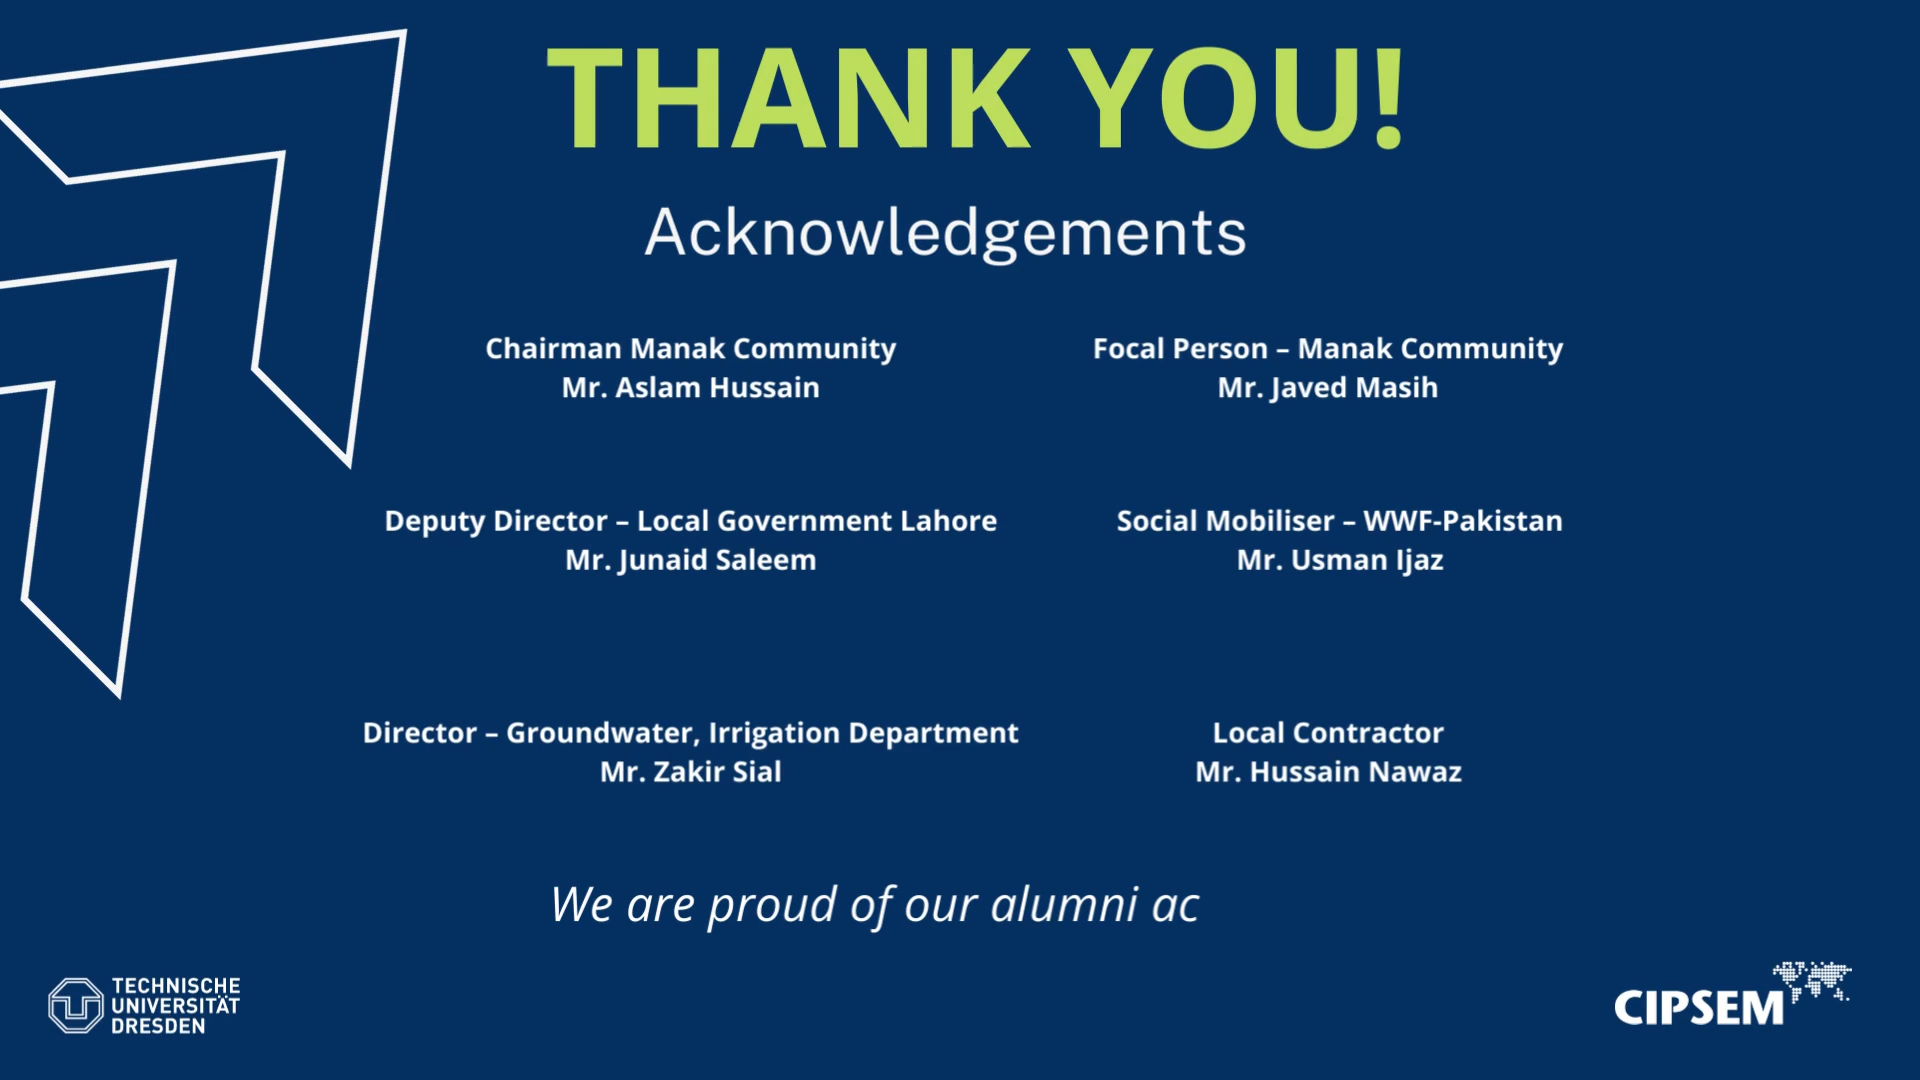 THANK YOU!
Acknowledgements
Chairman Manak Community
Mr. Aslam Hussain
Focal Person – Manak Community
Mr. Javed Masih
Deputy Director – Local Government Lahore
Mr. Junaid Saleem
Social Mobiliser – WWF-Pakistan
Mr. Usman Ijaz
Director – Groundwater, Irrigation Department
Mr. Zakir Sial
Local Contractor
Mr. Hussain Nawaz
We are proud of our alumni ac
TECHNISCHE
UNIVERSITÄT
DRESDEN
CIPSEM